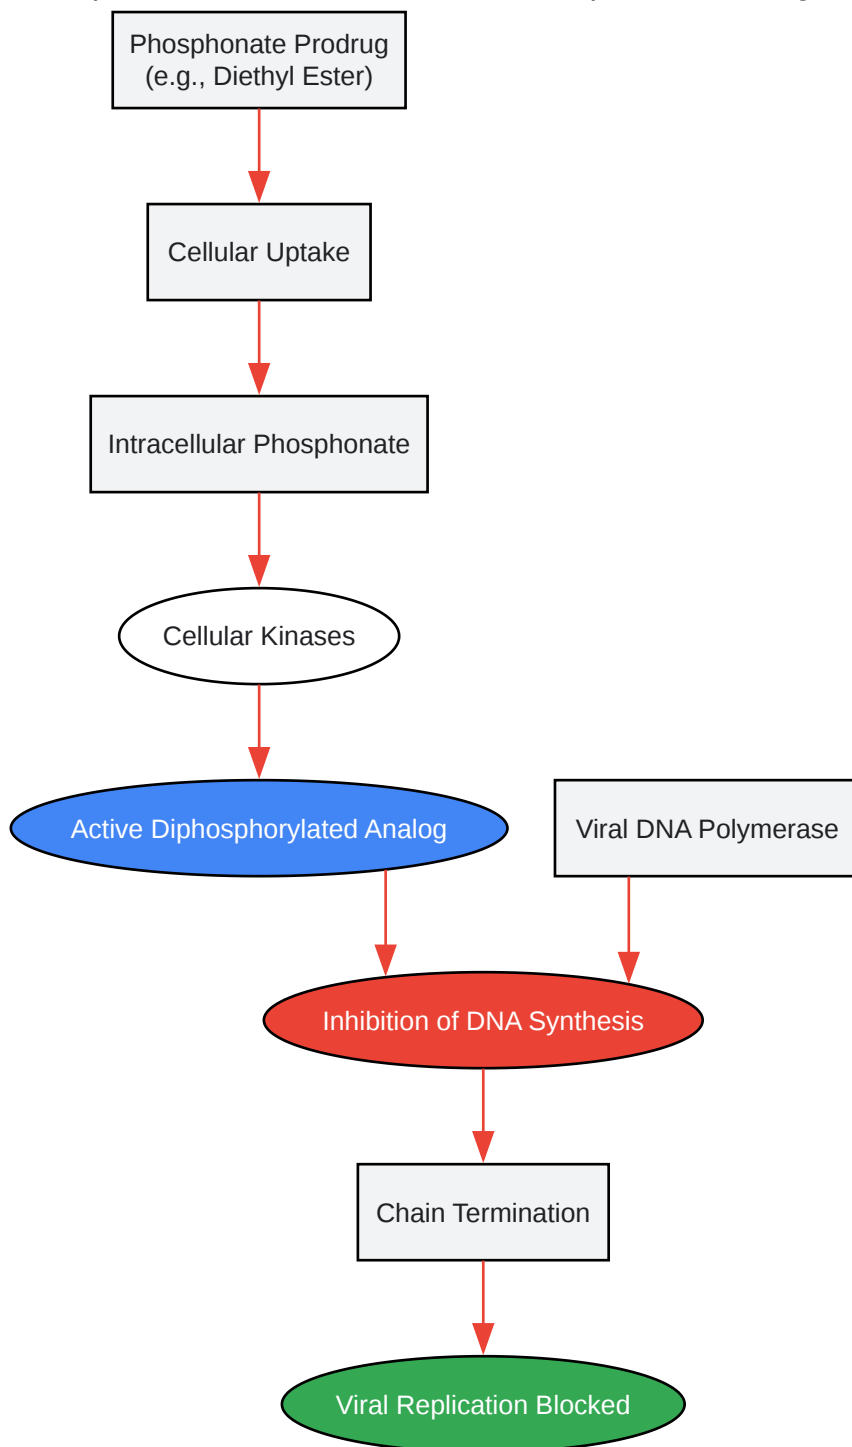 Phosphonate Prodrug
(e.g., Diethyl Ester)
Cellular Uptake
Intracellular Phosphonate
Cellular Kinases
Active Diphosphorylated Analog
Viral DNA Polymerase
Inhibition of DNA Synthesis
Chain Termination
Viral Replication Blocked